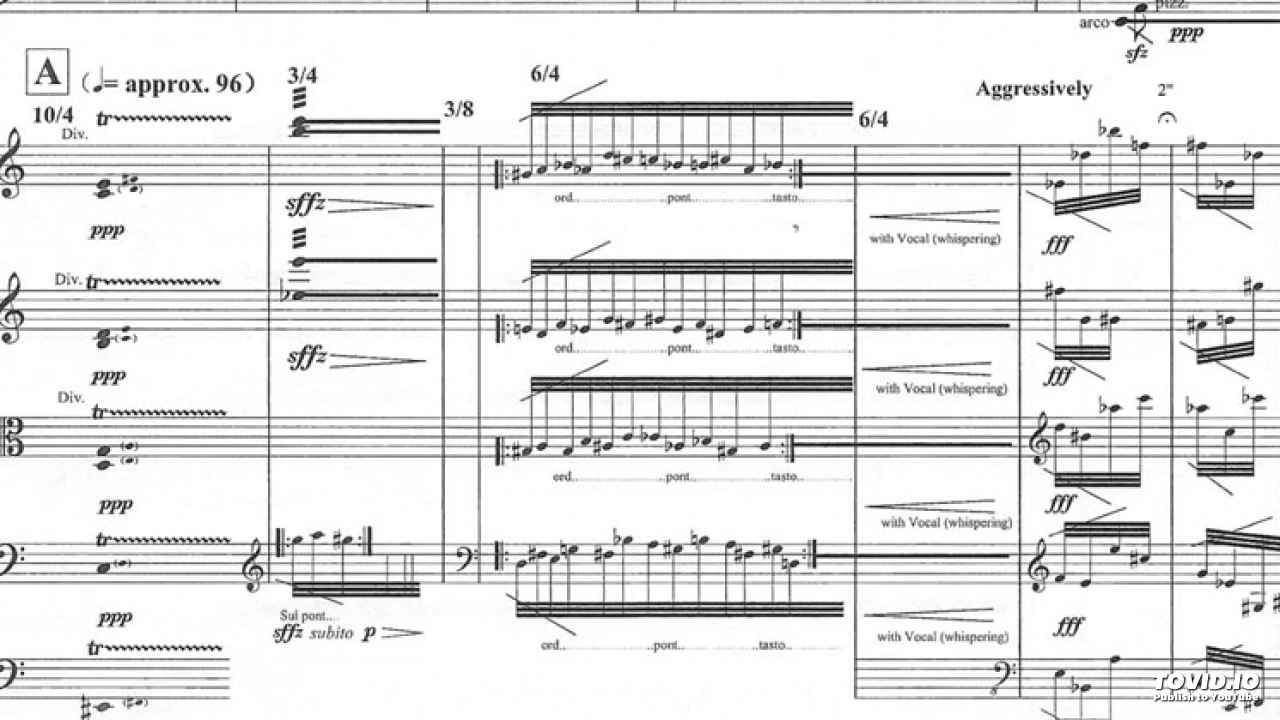 pizz.
arco
ppp
sfz
A (♩= approx. 96)
3/4
6/4
Aggressively
2"
10/4
tr
3/8
6/4
Div.
sffz
ord.. pont.. tasto..
ppp
with Vocal (whispering)
fff
Div. tr
sffz
ord.. pont.. tasto..
ppp
with Vocal (whispering)
fff
Div.
tr
ord.. pont.. tasto..
ppp
with Vocal (whispering)
fff
tr
ppp
Sul pont...
sffz subito p
fff
with Vocal (whispering)
ord.. pont.. tasto..
tr
TOVID.IO
Publish to YouTube